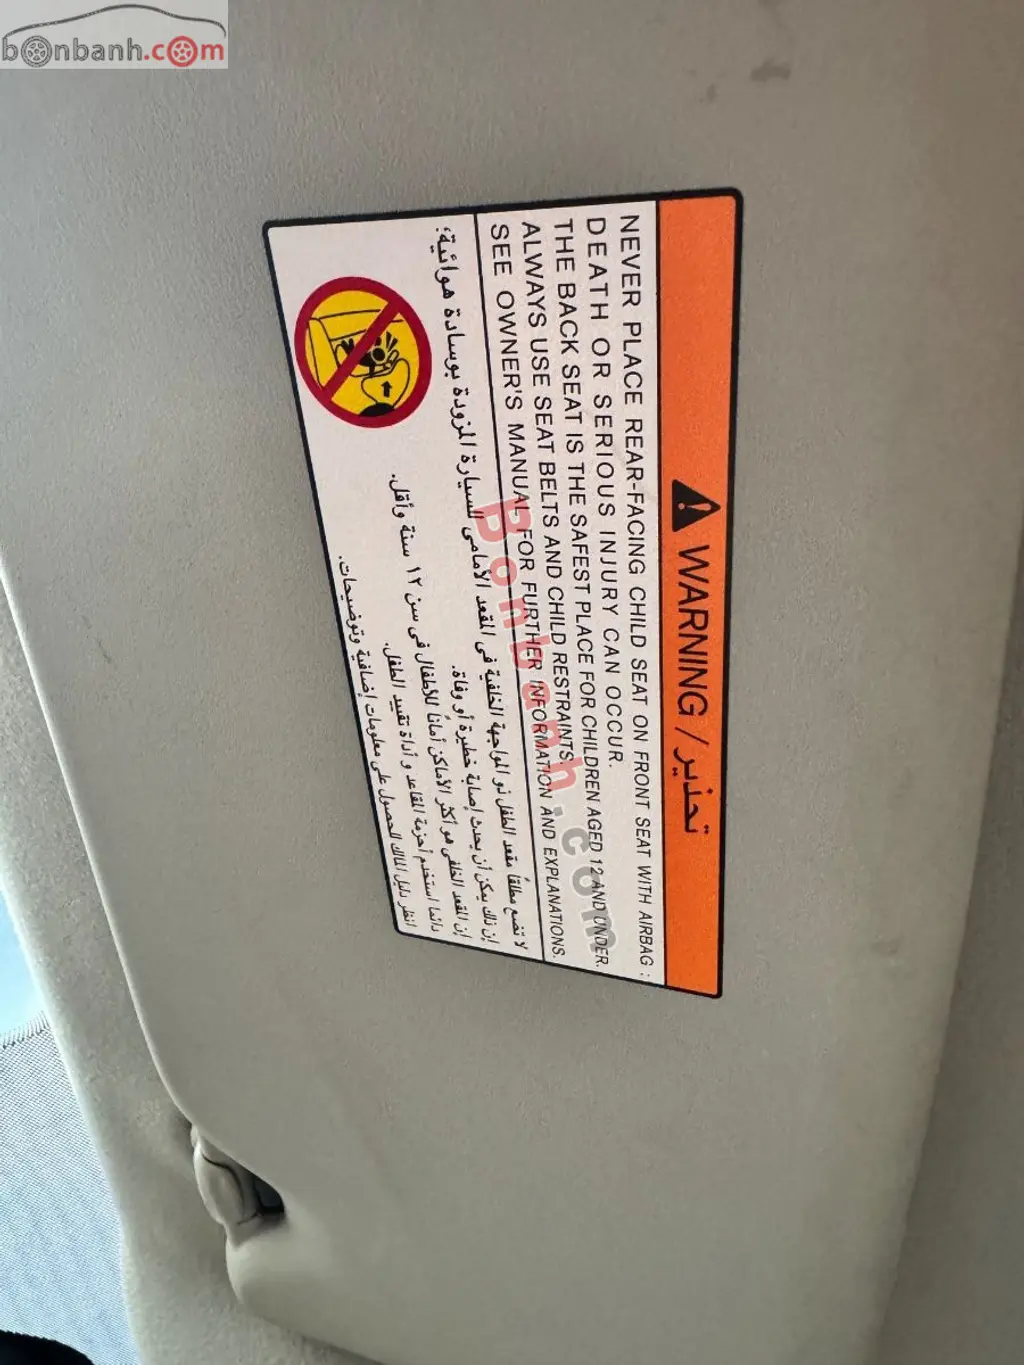 bonbanh.com
WARNING / تحذير
NEVER PLACE REAR-FACING CHILD SEAT ON FRONT SEAT WITH AIRBAG :
DEATH OR SERIOUS INJURY CAN OCCUR.
THE BACK SEAT IS THE SAFEST PLACE FOR CHILDREN AGED 12 AND UNDER.
ALWAYS USE SEAT BELTS AND CHILD RESTRAINTS.
SEE OWNER'S MANUAL FOR FURTHER INFORMATION AND EXPLANATIONS.
لا تضع مطلقاً مقعد الطفل ذو المواجهة الخلفية في المقعد الأمامي للسيارة المزودة بوسادة هوائية:
إن ذلك يمكن أن يحدث إصابة خطيرة أو وفاة.
إن المقعد الخلفي هو أكثر الأماكن أماناً للأطفال في سن ١٢ سنة وأقل.
دائما استخدم أحزمة المقاعد و أداة تقييد الطفل.
انظر دليل المالك للحصول على معلومات إضافية وتوضيحات.
Bonbanh.com